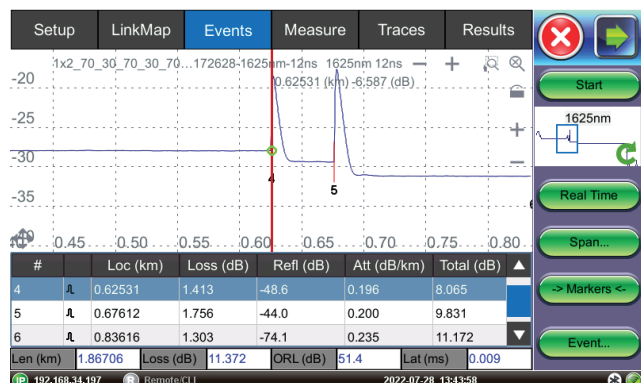 Setup LinkMap Events Measure Traces Results
1x2_70_30_70_30_70...172628-1625nm-12ns 1625nm 12ns
0.62531 (km) -6.587 (dB)
-20
-25
-30
-35
4
5
0.45 0.50 0.55 0.60 0.65 0.70 0.75 0.80
# Loc (km) Loss (dB) Refl (dB) Att (dB/km) Total (dB)
4 0.62531 1.413 -48.6 0.196 8.065
5 0.67612 1.756 -44.0 0.200 9.831
6 0.83616 1.303 -74.1 0.235 11.172
Len (km) 1.86706 Loss (dB) 11.372 ORL (dB) 51.4 Lat (ms) 0.009
IP 192.168.34.197 R Remote/CLI 2022-07-28 13:43:58
Start
1625nm
Real Time
Span...
-> Markers <-
Event...